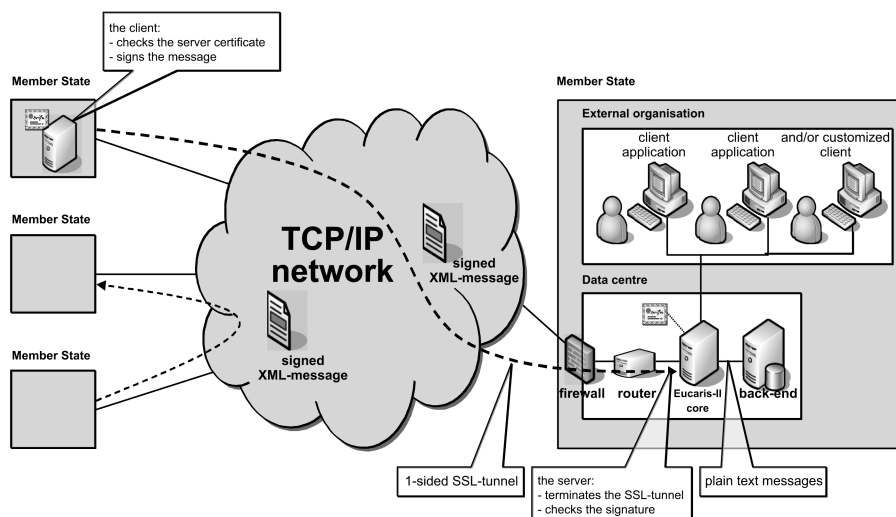 the client:
- checks the server certificate
- signs the message
Member State
Member State
External organisation
client
application
client
application
and/or customized
client
TCP/IP
network
signed
XML-message
Member State
signed
XML-message
Data centre
Member State
firewall
router
Eucaris-II
core
back-end
1-sided SSL-tunnel
the server:
- terminates the SSL-tunnel
- checks the signature
plain text messages